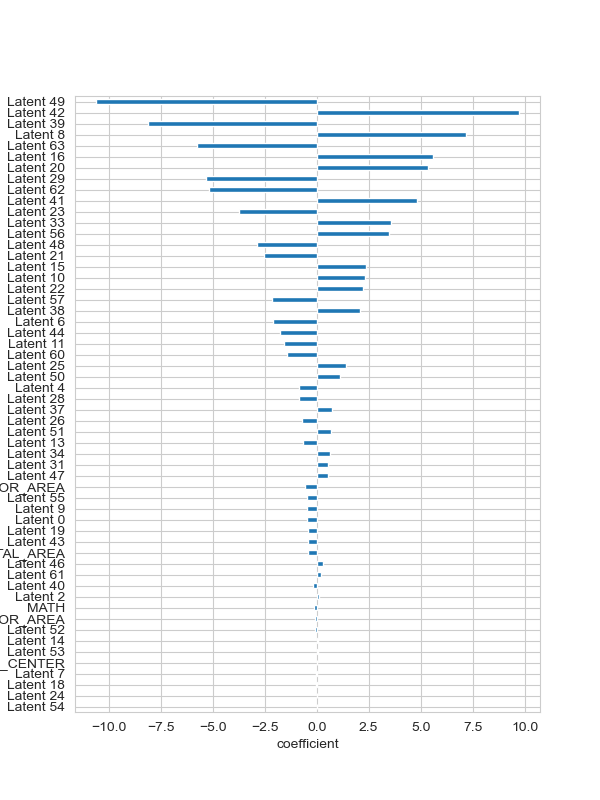 Latent 49
Latent 42
Latent 39
Latent 8
Latent 63
Latent 16
Latent 20
Latent 29
Latent 62
Latent 41
Latent 23
Latent 33
Latent 56
Latent 48
Latent 21
Latent 15
Latent 10
Latent 22
Latent 57
Latent 38
Latent 6
Latent 44
Latent 11
Latent 60
Latent 25
Latent 50
Latent 4
Latent 28
Latent 37
Latent 26
Latent 51
Latent 13
Latent 34
Latent 31
Latent 47
OR_AREA
Latent 55
Latent 9
Latent 0
Latent 19
Latent 43
TAL_AREA
Latent 46
Latent 61
Latent 40
Latent 2
MATH
OR_AREA
Latent 52
Latent 14
Latent 53
_CENTER
Latent 7
Latent 18
Latent 24
Latent 54
−10.0 −7.5 −5.0 −2.5 0.0 2.5 5.0 7.5 10.0
coefficient